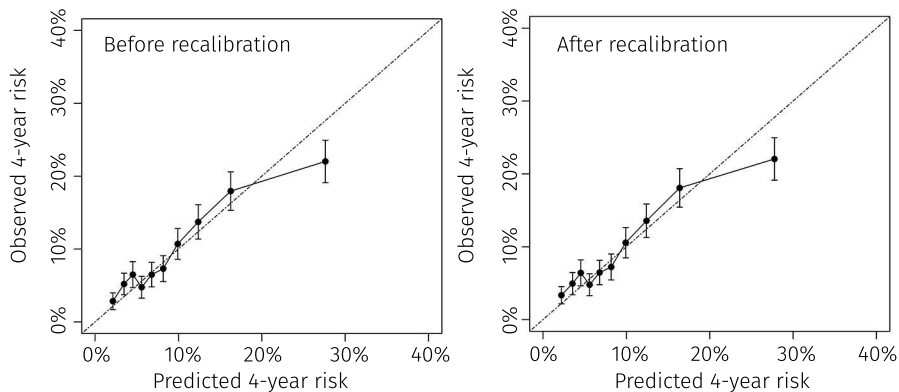 Before recalibration
Observed 4-year risk
40%
30%
20%
10%
0%
0% 10% 20% 30% 40%
Predicted 4-year risk
After recalibration
Observed 4-year risk
40%
30%
20%
10%
0%
0% 10% 20% 30% 40%
Predicted 4-year risk